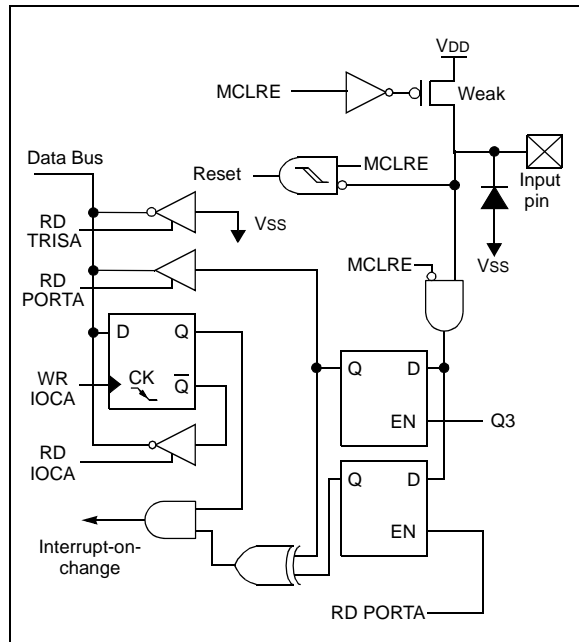 VDD
MCLRE
Weak
Data Bus
MCLRE
Reset
Input
pin
RD
TRISA
VSS
VSS
RD
PORTA
MCLRE
D
Q
Q
D
WR
IOCA
CK
Q
EN
Q3
RD
IOCA
Q
D
EN
Interrupt-on-
change
RD PORTA